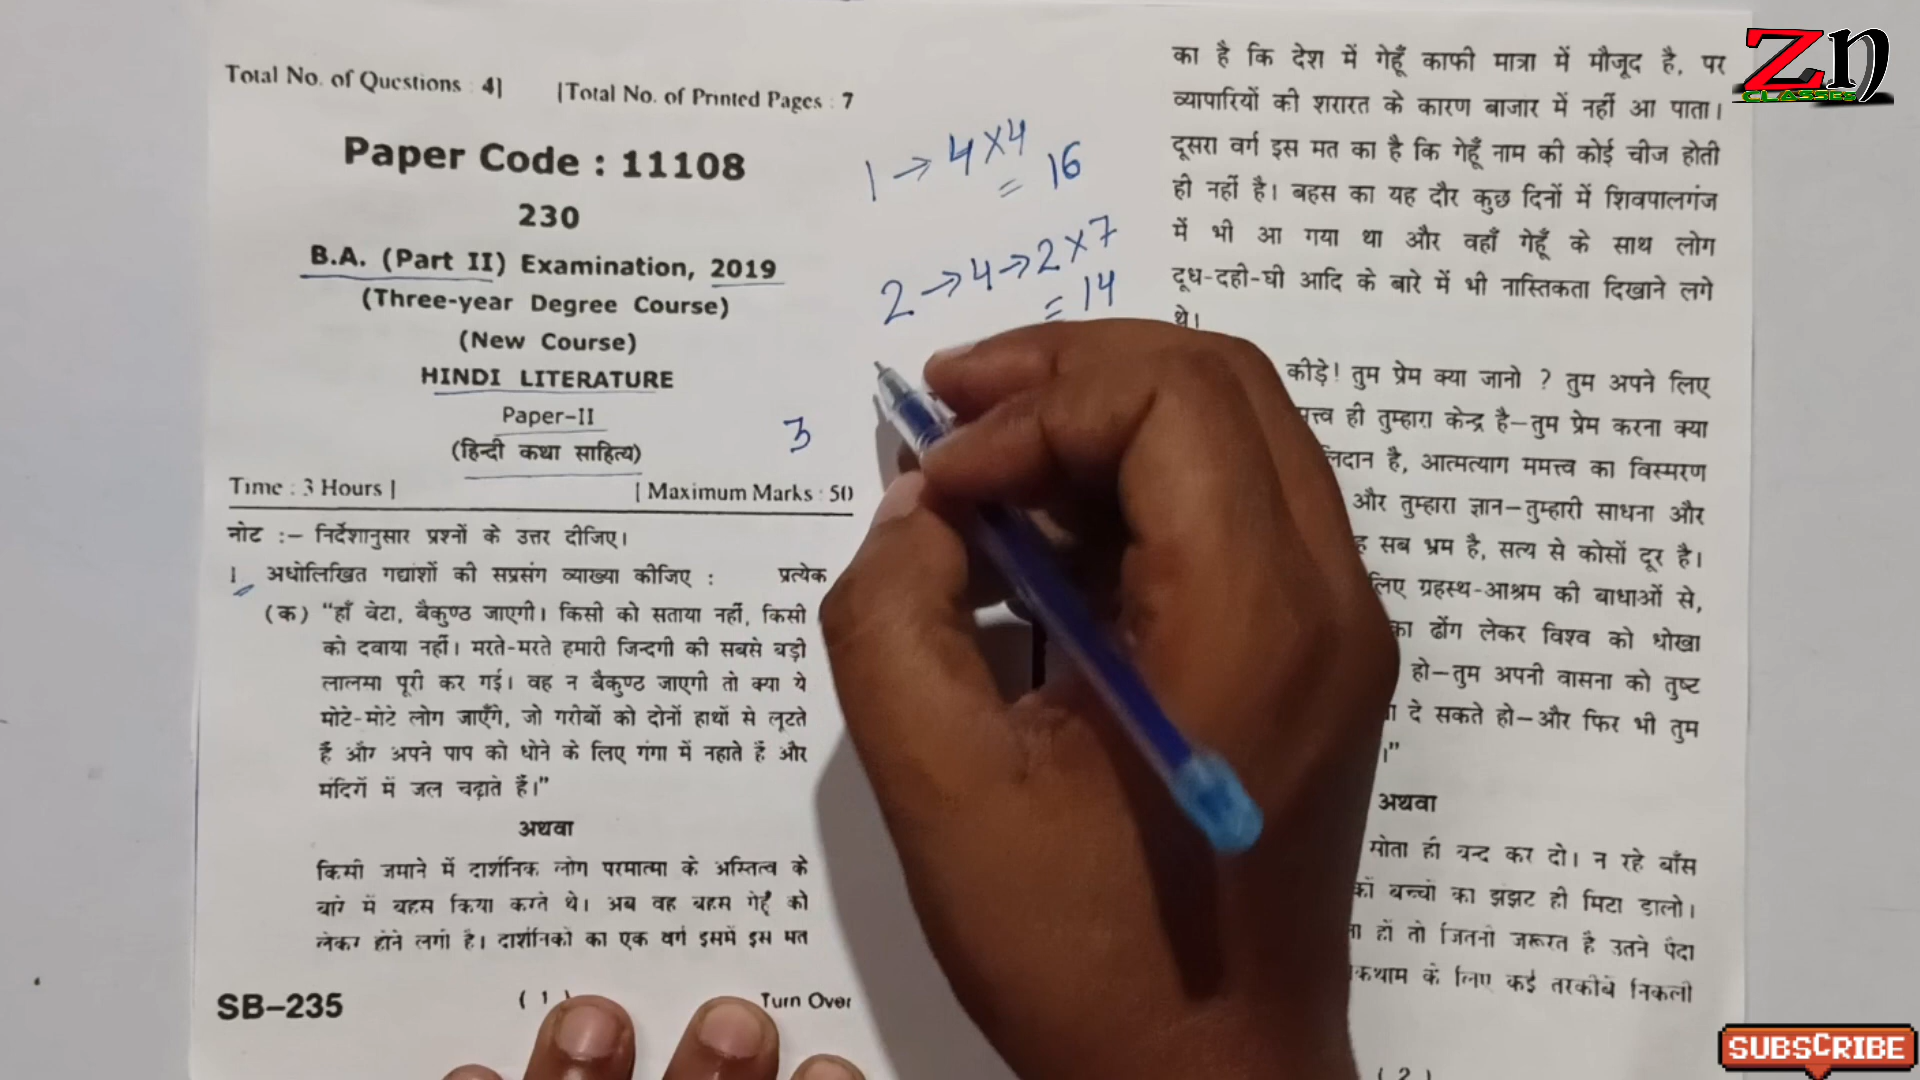 Total No. of Questions : 4] [Total No. of Printed Pages : 7
Paper Code : 11108
230
B.A. (Part II) Examination, 2019
(Three-year Degree Course)
(New Course)
HINDI LITERATURE
Paper-II
(हिन्दी कथा साहित्य)
Time : 3 Hours ] [ Maximum Marks : 50
नोट :– निर्देशानुसार प्रश्नों के उत्तर दीजिए।
1 अधोलिखित गद्यांशों की सप्रसंग व्याख्या कीजिए : प्रत्येक
(क) “हाँ बेटा, बैकुण्ठ जाएगी। किसी को सताया नहीं, किसी
को दबाया नहीं। मरते-मरते हमारी जिन्दगी की सबसे बड़ी
लालसा पूरी कर गई। वह न बैकुण्ठ जाएगी तो क्या ये
मोटे-मोटे लोग जाएँगे, जो गरीबों को दोनों हाथों से लूटते
हैं और अपने पाप को धोने के लिए गंगा में नहाते हैं और
मंदिरों में जल चढ़ाते हैं।”
अथवा
किसी जमाने में दार्शनिक लोग परमात्मा के अस्तित्व के
बारे में बहस किया करते थे। अब वह बहस गेहूँ को
लेकर होने लगी है। दार्शनिकों का एक वर्ग इसमें इस मत
SB–235 ( 1 ) Turn Over
1 → 4×4
= 16
2 → 4 → 2×7
= 14
3
का है कि देश में गेहूँ काफी मात्रा में मौजूद है, पर
व्यापारियों की शरारत के कारण बाजार में नहीं आ पाता।
दूसरा वर्ग इस मत का है कि गेहूँ नाम की कोई चीज होती
ही नहीं है। बहस का यह दौर कुछ दिनों में शिवपालगंज
में भी आ गया था और वहाँ गेहूँ के साथ लोग
दूध-दही-घी आदि के बारे में भी नास्तिकता दिखाने लगे
थे।
कीड़े! तुम प्रेम क्या जानो ? तुम अपने लिए
ही तुम्हारा केन्द्र है–तुम प्रेम करना क्या
है, आत्मत्याग ममत्त्व का विस्मरण
और तुम्हारा ज्ञान–तुम्हारी साधना और
सब भ्रम है, सत्य से कोसों दूर है।
लिए ग्रहस्थ-आश्रम की बाधाओं से,
का ढोंग लेकर विश्व को धोखा
हो–तुम अपनी वासना को तुष्ट
दे सकते हो–और फिर भी तुम
।”
अथवा
सोता ही बन्द कर दो। न रहे बाँस
बच्चों का झंझट ही मिटा डालो।
हों तो जितनी जरूरत है उतने पैदा
के लिए कई तरकीबें निकली
( 2 )
Zn
CLASSES
SUBSCRIBE